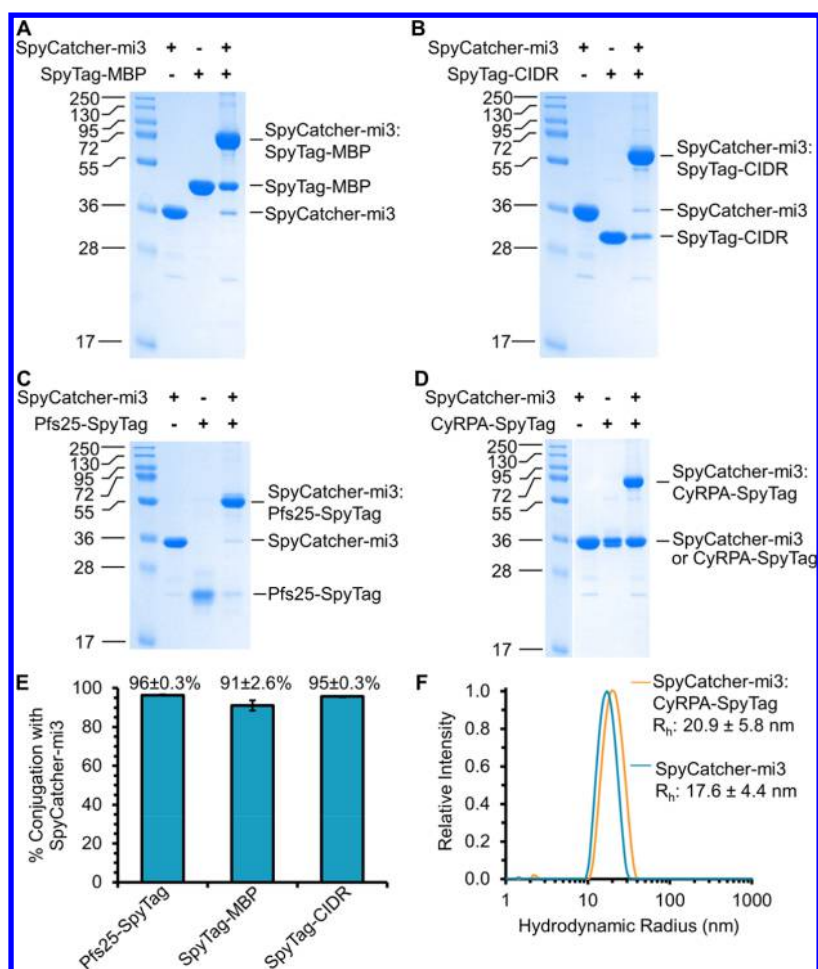 A
SpyCatcher-mi3 + - +
SpyTag-MBP - + +
250
130
95
72
55
36
28
17
SpyCatcher-mi3:
SpyTag-MBP
SpyTag-MBP
SpyCatcher-mi3
B
SpyCatcher-mi3 + - +
SpyTag-CIDR - + +
250
130
95
72
55
36
28
17
SpyCatcher-mi3:
SpyTag-CIDR
SpyCatcher-mi3
SpyTag-CIDR
C
SpyCatcher-mi3 + - +
Pfs25-SpyTag - + +
250
130
95
72
55
36
28
17
SpyCatcher-mi3:
Pfs25-SpyTag
SpyCatcher-mi3
Pfs25-SpyTag
D
SpyCatcher-mi3 + - +
CyRPA-SpyTag - + +
250
130
95
72
55
36
28
17
SpyCatcher-mi3:
CyRPA-SpyTag
SpyCatcher-mi3
or CyRPA-SpyTag
E
96±0.3% 91±2.6% 95±0.3%
% Conjugation with
SpyCatcher-mi3
100
80
60
40
20
0
Pfs25-SpyTag
SpyTag-MBP
SpyTag-CIDR
F
Relative Intensity
1.0
0.8
0.6
0.4
0.2
0
1 10 100 1000
Hydrodynamic Radius (nm)
SpyCatcher-mi3:
CyRPA-SpyTag
Rh: 20.9 ± 5.8 nm
SpyCatcher-mi3
Rh: 17.6 ± 4.4 nm